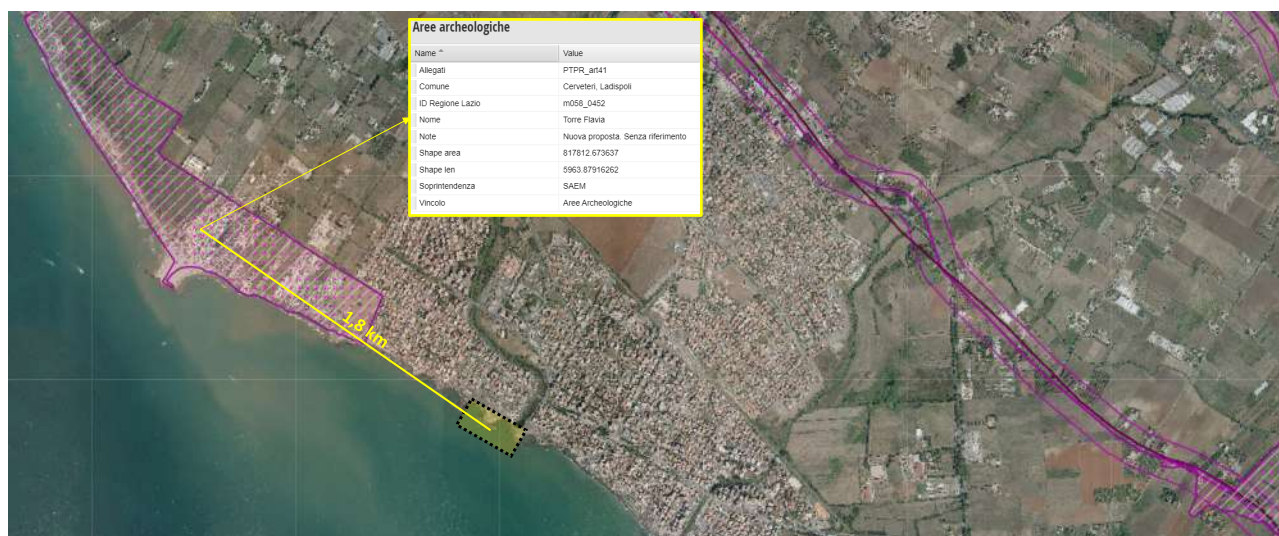 Aree archeologiche
Name Value
Allegati PTPR_art41
Comune Cerveteri, Ladispoli
ID Regione Lazio m058_0452
Nome Torre Flavia
Note Nuova proposta. Senza riferimento
Shape area 817812.673637
Shape len 5963.87916262
Soprintendenza SAEM
Vincolo Aree Archeologiche
1,8 km